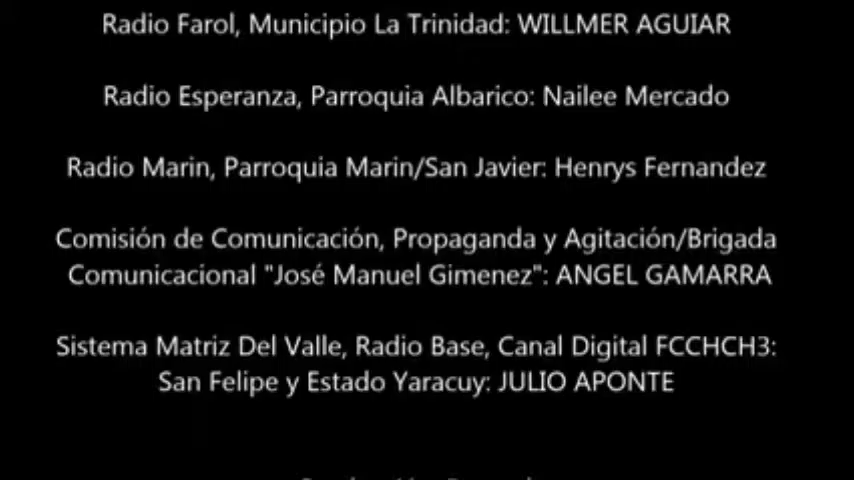 Radio Farol, Municipio La Trinidad: WILLMER AGUIAR
Radio Esperanza, Parroquia Albarico: Nailee Mercado
Radio Marin, Parroquia Marin/San Javier: Henrys Fernandez
Comisión de Comunicación, Propaganda y Agitación/Brigada
Comunicacional "José Manuel Gimenez": ANGEL GAMARRA
Sistema Matriz Del Valle, Radio Base, Canal Digital FCCHCH3:
San Felipe y Estado Yaracuy: JULIO APONTE